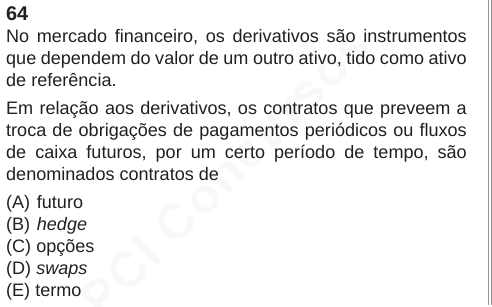 64
No mercado financeiro, os derivativos são instrumentos
que dependem do valor de um outro ativo, tido como ativo
de referência.
Em relação aos derivativos, os contratos que preveem a
troca de obrigações de pagamentos periódicos ou fluxos
de caixa futuros, por um certo período de tempo, são
denominados contratos de
(A) futuro
(B) hedge
(C) opções
(D) swaps
(E) termo